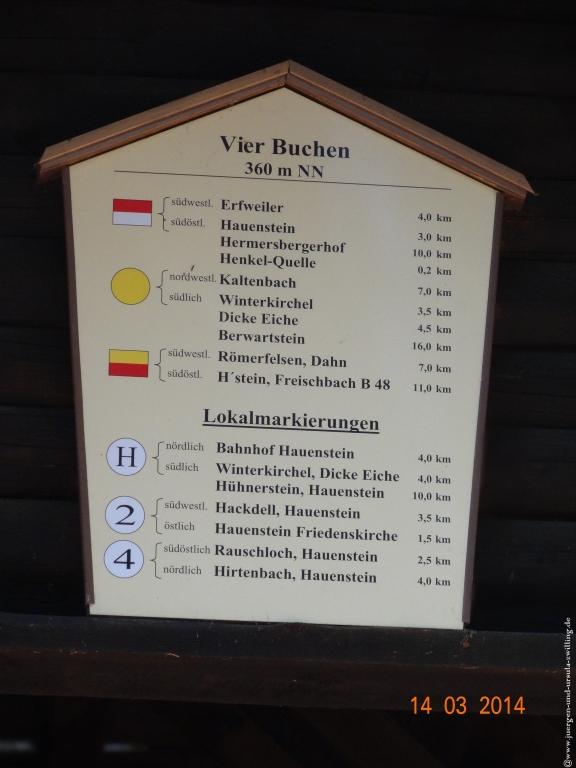 Vier Buchen
360 m NN
südwestl. Erfweiler 4,0 km
südöstl. Hauenstein 3,0 km
Hermersbergerhof 10,0 km
Henkel-Quelle 0,2 km
nordwestl. Kaltenbach 7,0 km
südlich Winterkirchel 3,5 km
Dicke Eiche 4,5 km
Berwartstein 16,0 km
südwestl. Römerfelsen, Dahn 7,0 km
südöstl. H´stein, Freischbach B 48 11,0 km
Lokalmarkierungen
H nördlich Bahnhof Hauenstein 4,0 km
südlich Winterkirchel, Dicke Eiche 4,0 km
Hühnerstein, Hauenstein 10,0 km
2 südwestl. Hackdell, Hauenstein 3,5 km
östlich Hauenstein Friedenskirche 1,5 km
4 südöstlich Rauschloch, Hauenstein 2,5 km
nördlich Hirtenbach, Hauenstein 4,0 km
14 03 2014
@www.juergen-und-ursula-zwilling.de